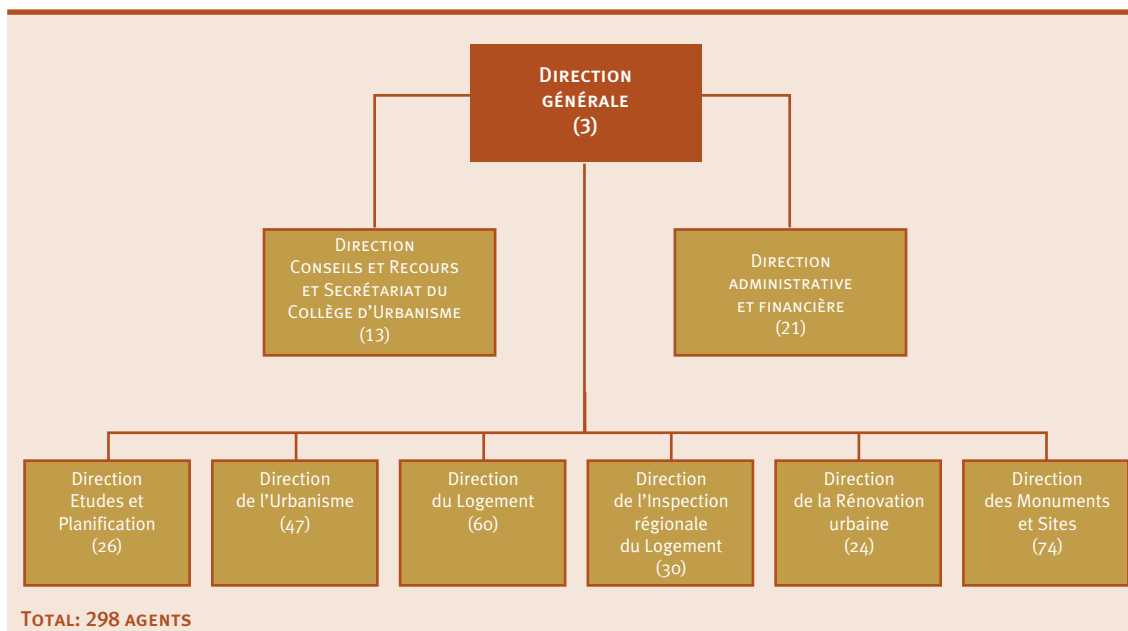 Direction
générale
(3)
Direction
Conseils et Recours
et Secrétariat du
Collège d'Urbanisme
(13)
Direction
administrative
et financière
(21)
Direction
Etudes et
Planification
(26)
Direction
de l'Urbanisme
(47)
Direction
du Logement
(60)
Direction
de l'Inspection
régionale
du Logement
(30)
Direction
de la Rénovation
urbaine
(24)
Direction
des Monuments
et Sites
(74)
Total: 298 agents